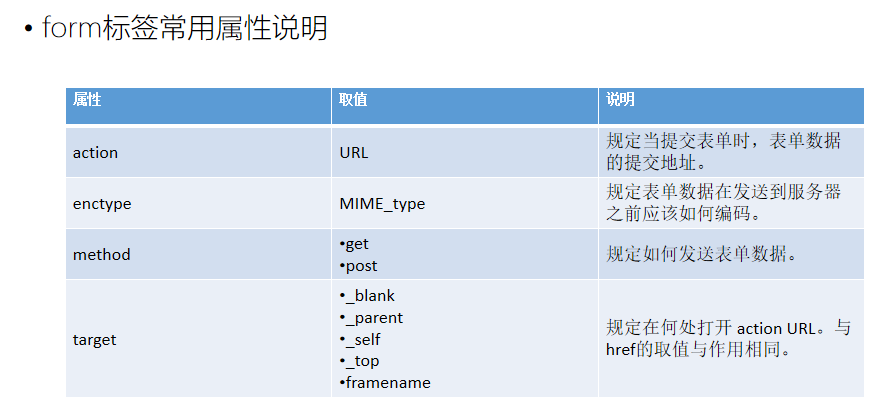 • form标签常用属性说明
属性 取值 说明
action URL 规定当提交表单时，表单数据
的提交地址。
enctype MIME_type 规定表单数据在发送到服务器
之前应该如何编码。
method
•get
•post
规定如何发送表单数据。
target
•_blank
•_parent
•_self
•_top
•framename
规定在何处打开 action URL。与
href的取值与作用相同。